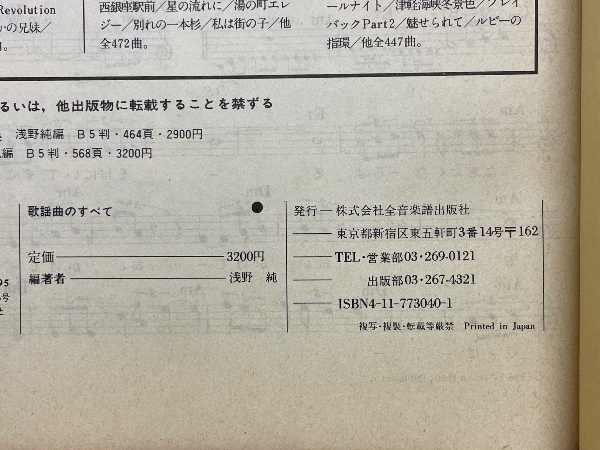 Revolution
かの兄妹／
西銀座駅前／星の流れに／湯の町エレ
ジー／別れの一本杉／私は街の子／他
全472曲。
ールナイト／津軽海峡冬景色／プレイ
バックPart2／魅せられて／ルビーの
指環／他全447曲。
るいは，他出版物に転載することを禁ずる
浅野純編 B5判・464頁・2900円
編 B5判・568頁・3200円
歌謡曲のすべて ●
定価 3200円
編著者 浅野 純
発行―株式会社全音楽譜出版社
東京都新宿区東五軒町3番14号〒162
TEL・営業部03・269-0121
出版部03・267-4321
ISBN4-11-773040-1
複写・複製・転載等厳禁 Printed in Japan
95
号